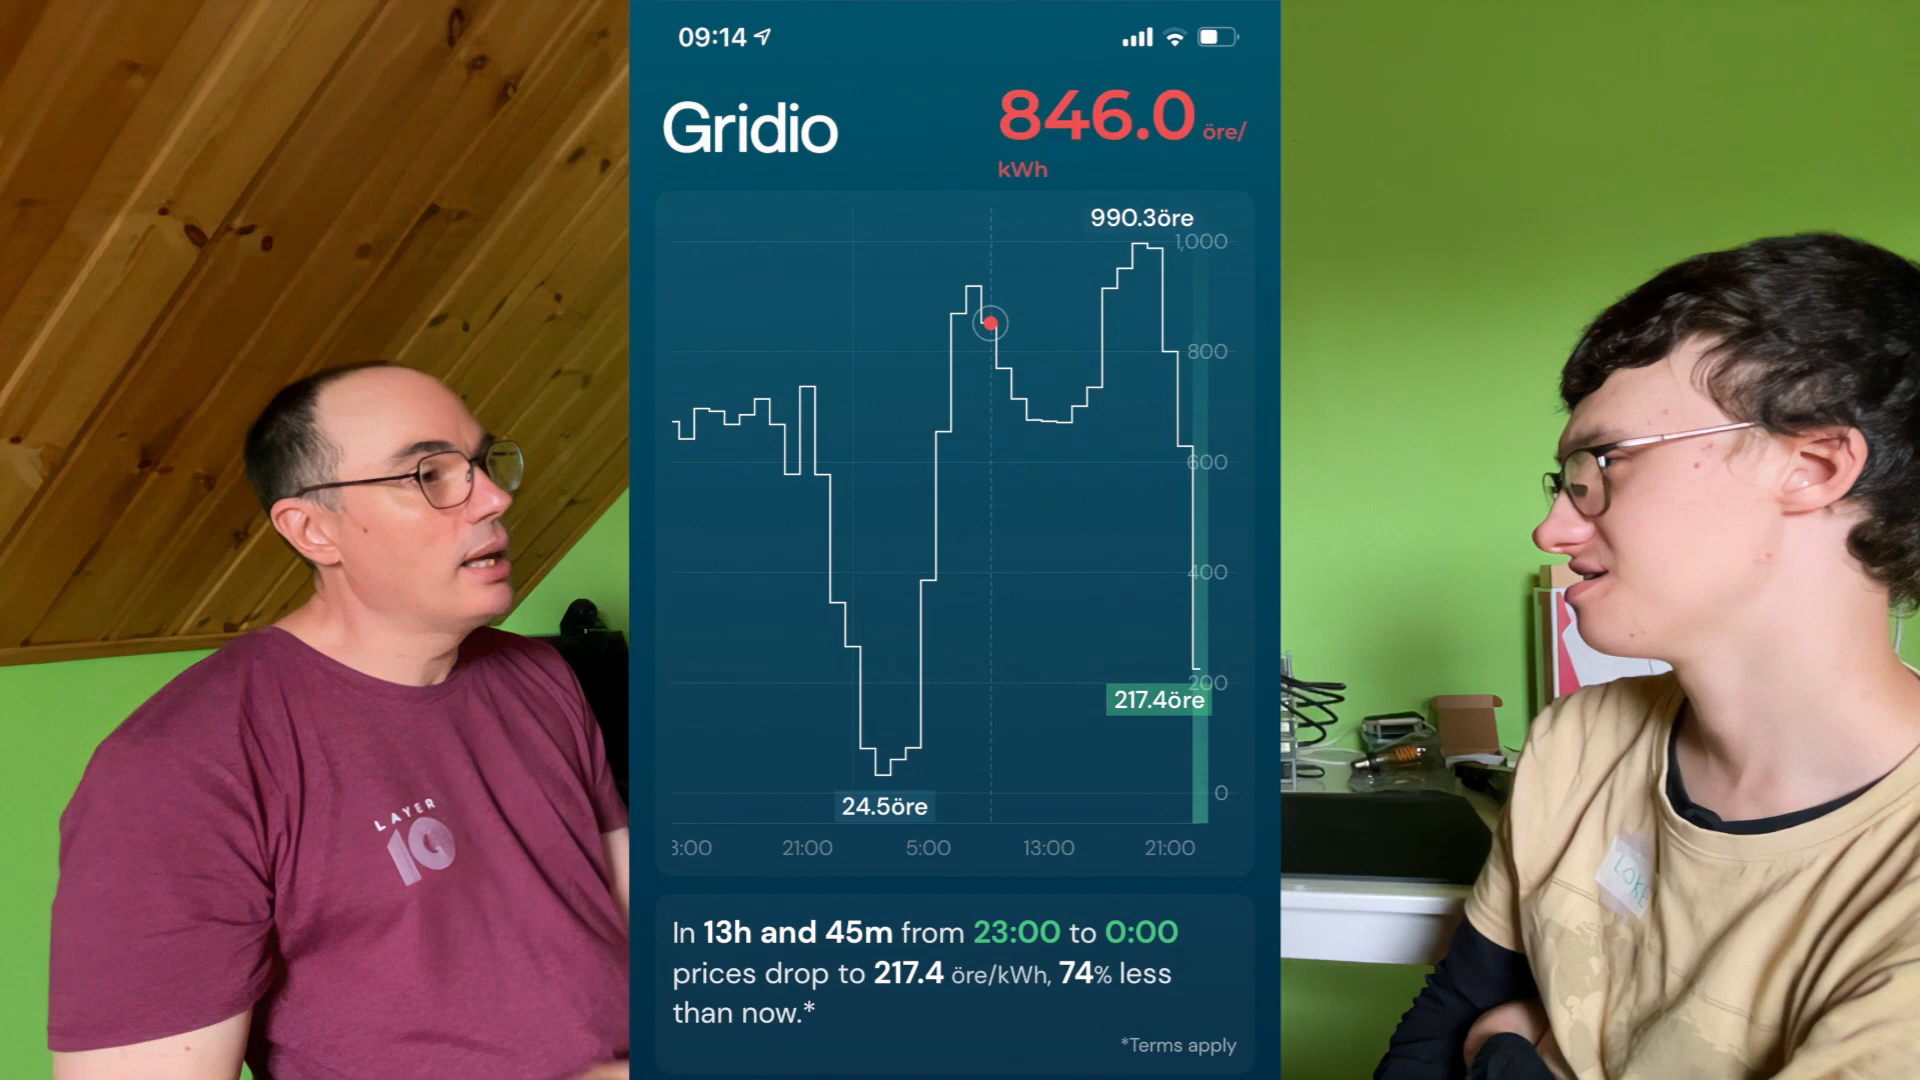 09:14
Gridio
846.0 öre/
kWh
990.3öre
1,000
800
600
400
200
217.4öre
0
24.5öre
3:00 21:00 5:00 13:00 21:00
In 13h and 45m from 23:00 to 0:00
prices drop to 217.4 öre/kWh, 74% less
than now.*
*Terms apply
LAYER
10
LOKE